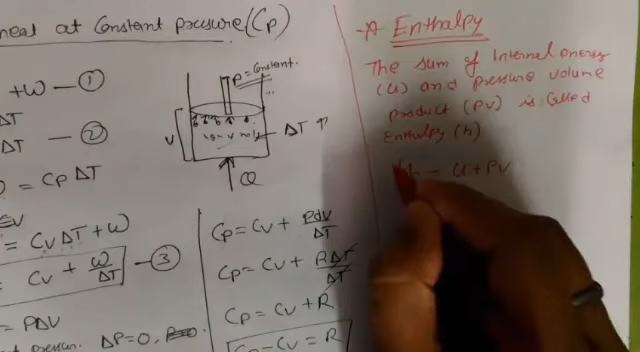 heat at Constant pressure (Cp)
+W — ①
ΔT
ΔT — ②
= Cp ΔT
= CvΔT + W
= Cv + W/ΔT — ③
= PΔV
ΔP=0,
P=Constant.
V
ΔT ↑
Q
Cp = Cv + PdV/ΔT
Cp = Cv + RΔT/ΔT
Cp = Cv + R
Cp - Cv = R
Enthalpy
The sum of Internal energy
(u) and pressure volume
product (PV) is called
Enthalpy (h)
h = u + PV